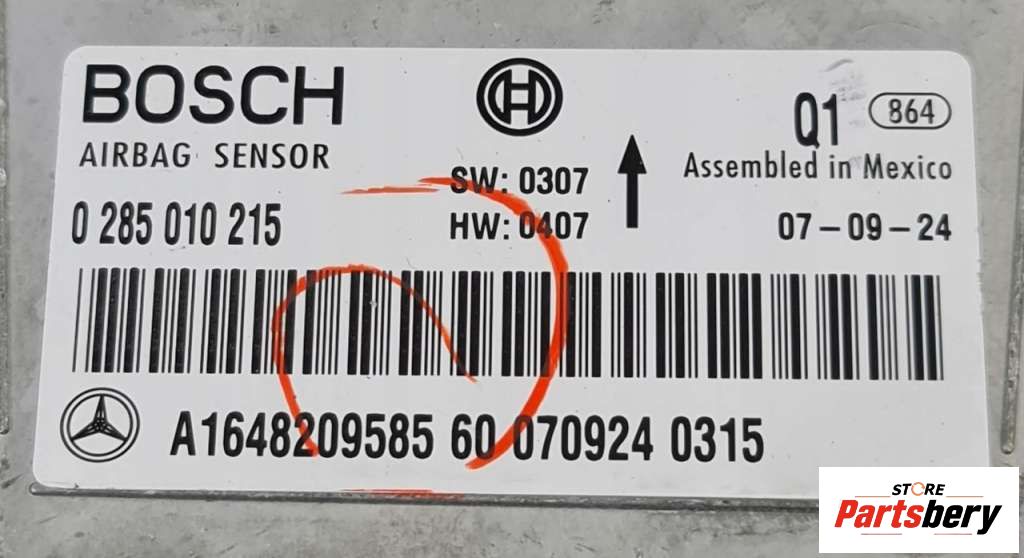 BOSCH
AIRBAG SENSOR
0 285 010 215
SW: 0307
HW: 0407
Q1 864
Assembled in Mexico
07-09-24
A1648209585 60 070924 0315
STORE
Partsbery